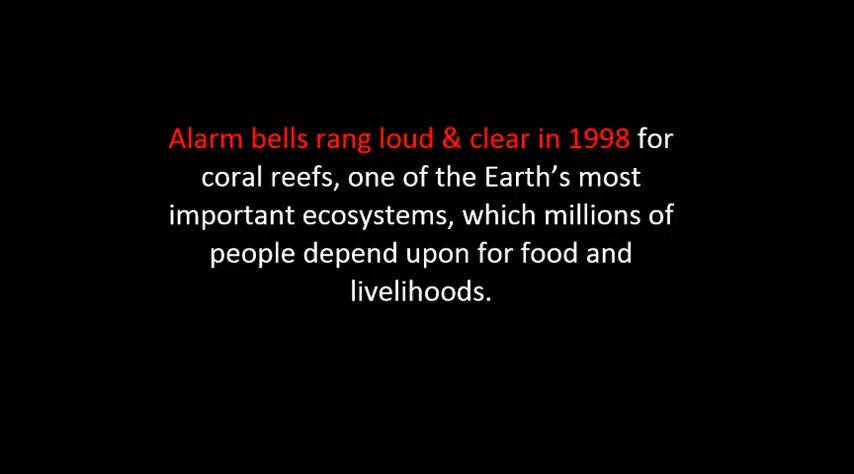 Alarm bells rang loud & clear in 1998 for
coral reefs, one of the Earth’s most
important ecosystems, which millions of
people depend upon for food and
livelihoods.